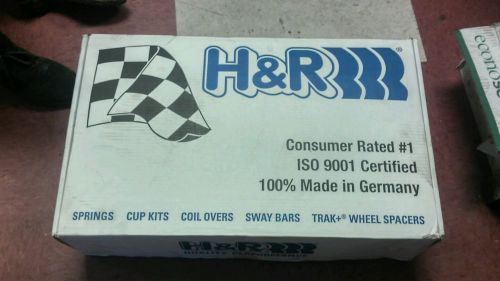 H&R®
Consumer Rated #1
ISO 9001 Certified
100% Made in Germany
SPRINGS CUP KITS COIL OVERS SWAY BARS TRAK+® WHEEL SPACERS
H&R